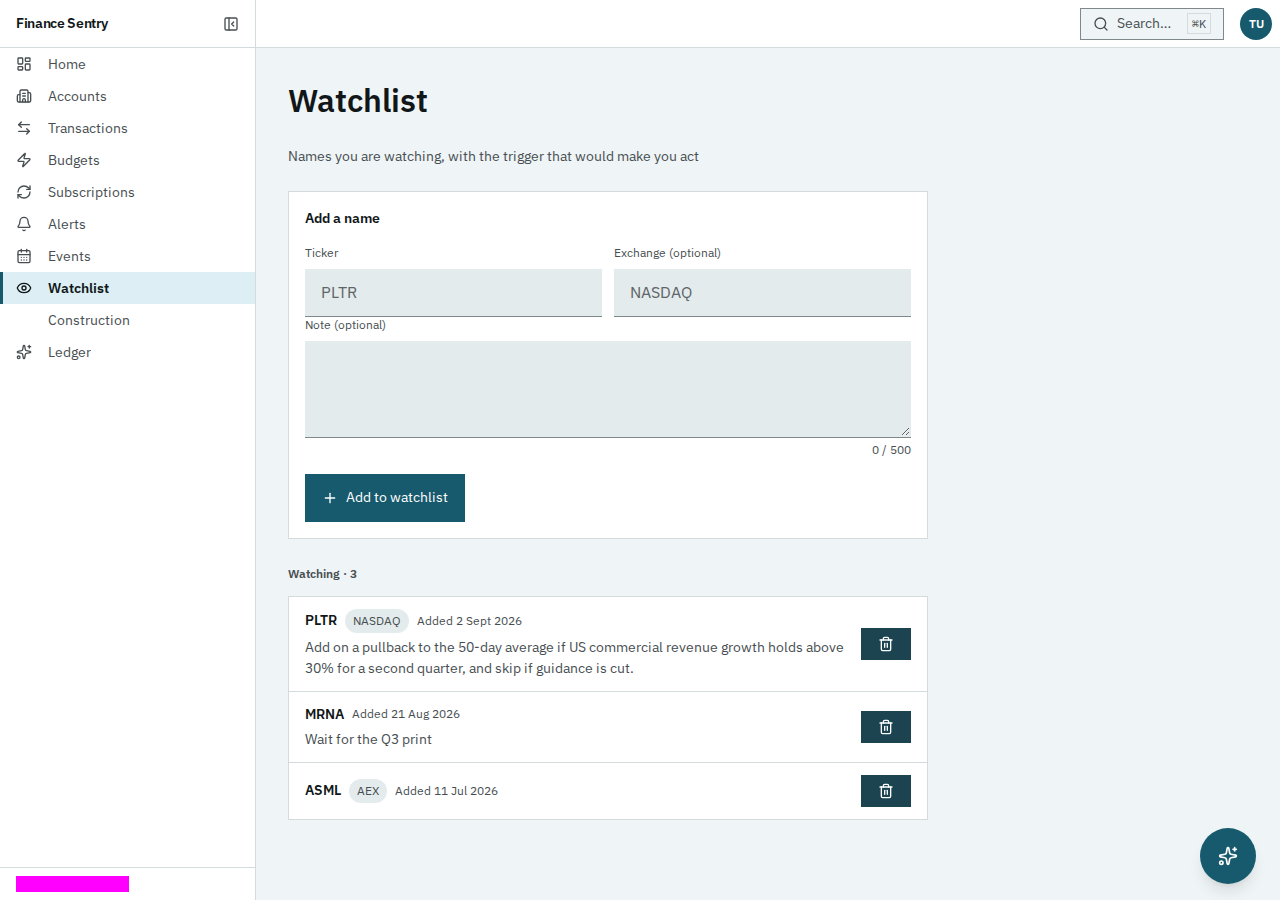 Finance Sentry
Search...
⌘K
TU
Home
Accounts
Transactions
Budgets
Subscriptions
Alerts
Events
Watchlist
Construction
Ledger
Watchlist
Names you are watching, with the trigger that would make you act
Add a name
Ticker
Exchange (optional)
PLTR
NASDAQ
Note (optional)
0 / 500
Add to watchlist
Watching · 3
PLTR NASDAQ Added 2 Sept 2026
Add on a pullback to the 50-day average if US commercial revenue growth holds above
30% for a second quarter, and skip if guidance is cut.
MRNA Added 21 Aug 2026
Wait for the Q3 print
ASML AEX Added 11 Jul 2026